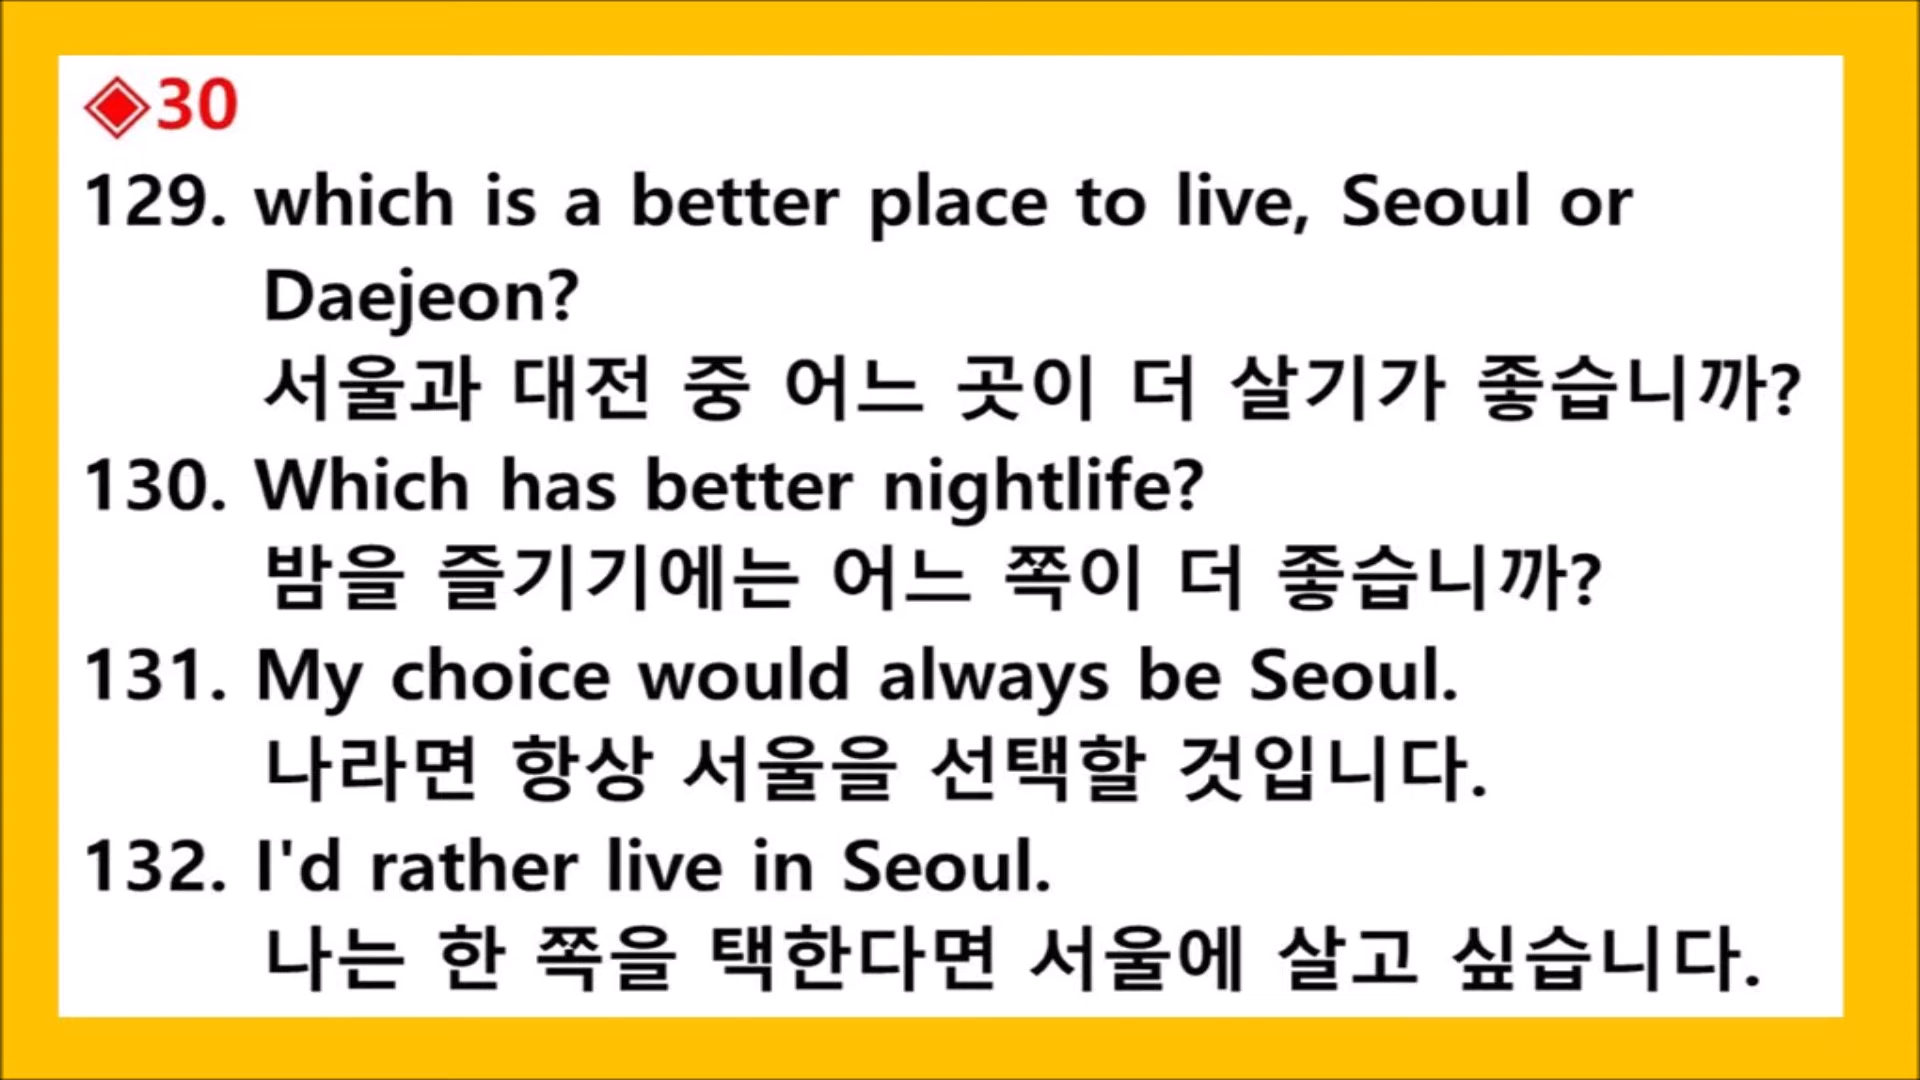 ◈30
129. which is a better place to live, Seoul or
Daejeon?
서울과 대전 중 어느 곳이 더 살기가 좋습니까?
130. Which has better nightlife?
밤을 즐기기에는 어느 쪽이 더 좋습니까?
131. My choice would always be Seoul.
나라면 항상 서울을 선택할 것입니다.
132. I'd rather live in Seoul.
나는 한 쪽을 택한다면 서울에 살고 싶습니다.